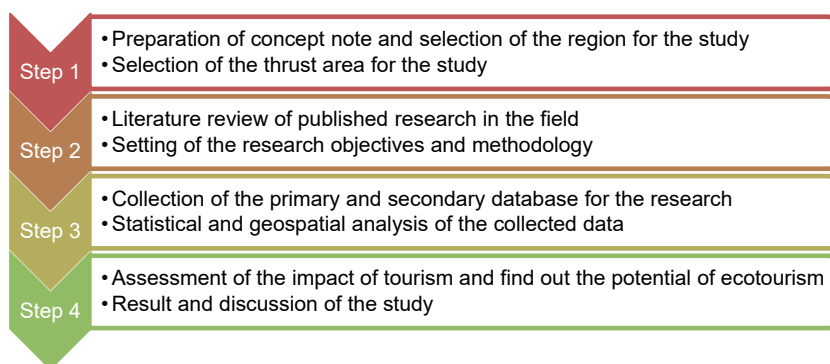 Step 1
• Preparation of concept note and selection of the region for the study
• Selection of the thrust area for the study
Step 2
• Literature review of published research in the field
• Setting of the research objectives and methodology
Step 3
• Collection of the primary and secondary database for the research
• Statistical and geospatial analysis of the collected data
Step 4
• Assessment of the impact of tourism and find out the potential of ecotourism
• Result and discussion of the study